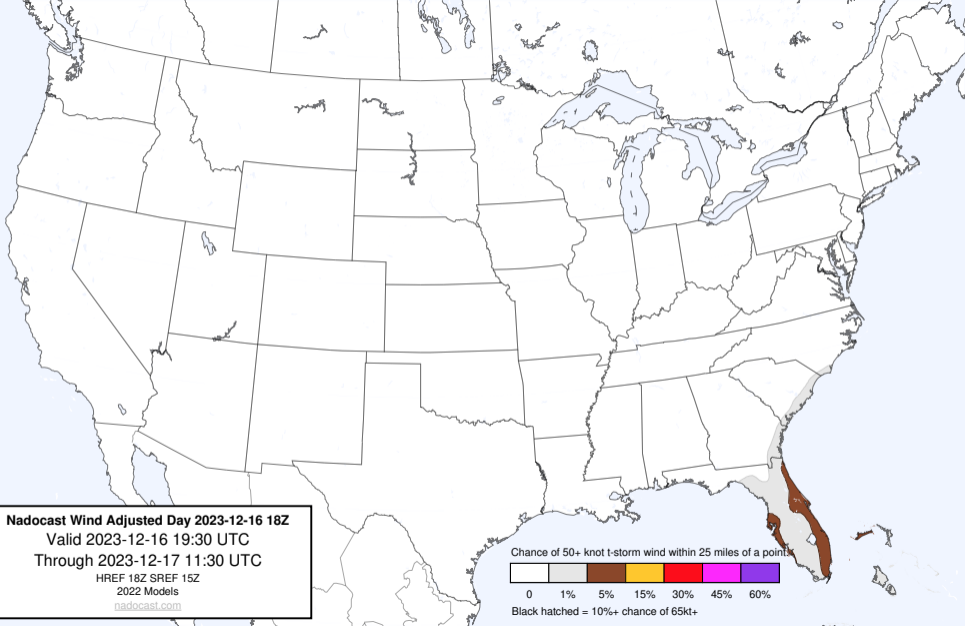 Nadocast Wind Adjusted Day 2023-12-16 18Z
Valid 2023-12-16 19:30 UTC
Through 2023-12-17 11:30 UTC
HREF 18Z SREF 15Z
2022 Models
nadocast.com
Chance of 50+ knot t-storm wind within 25 miles of a point.
0 1% 5% 15% 30% 45% 60%
Black hatched = 10%+ chance of 65kt+